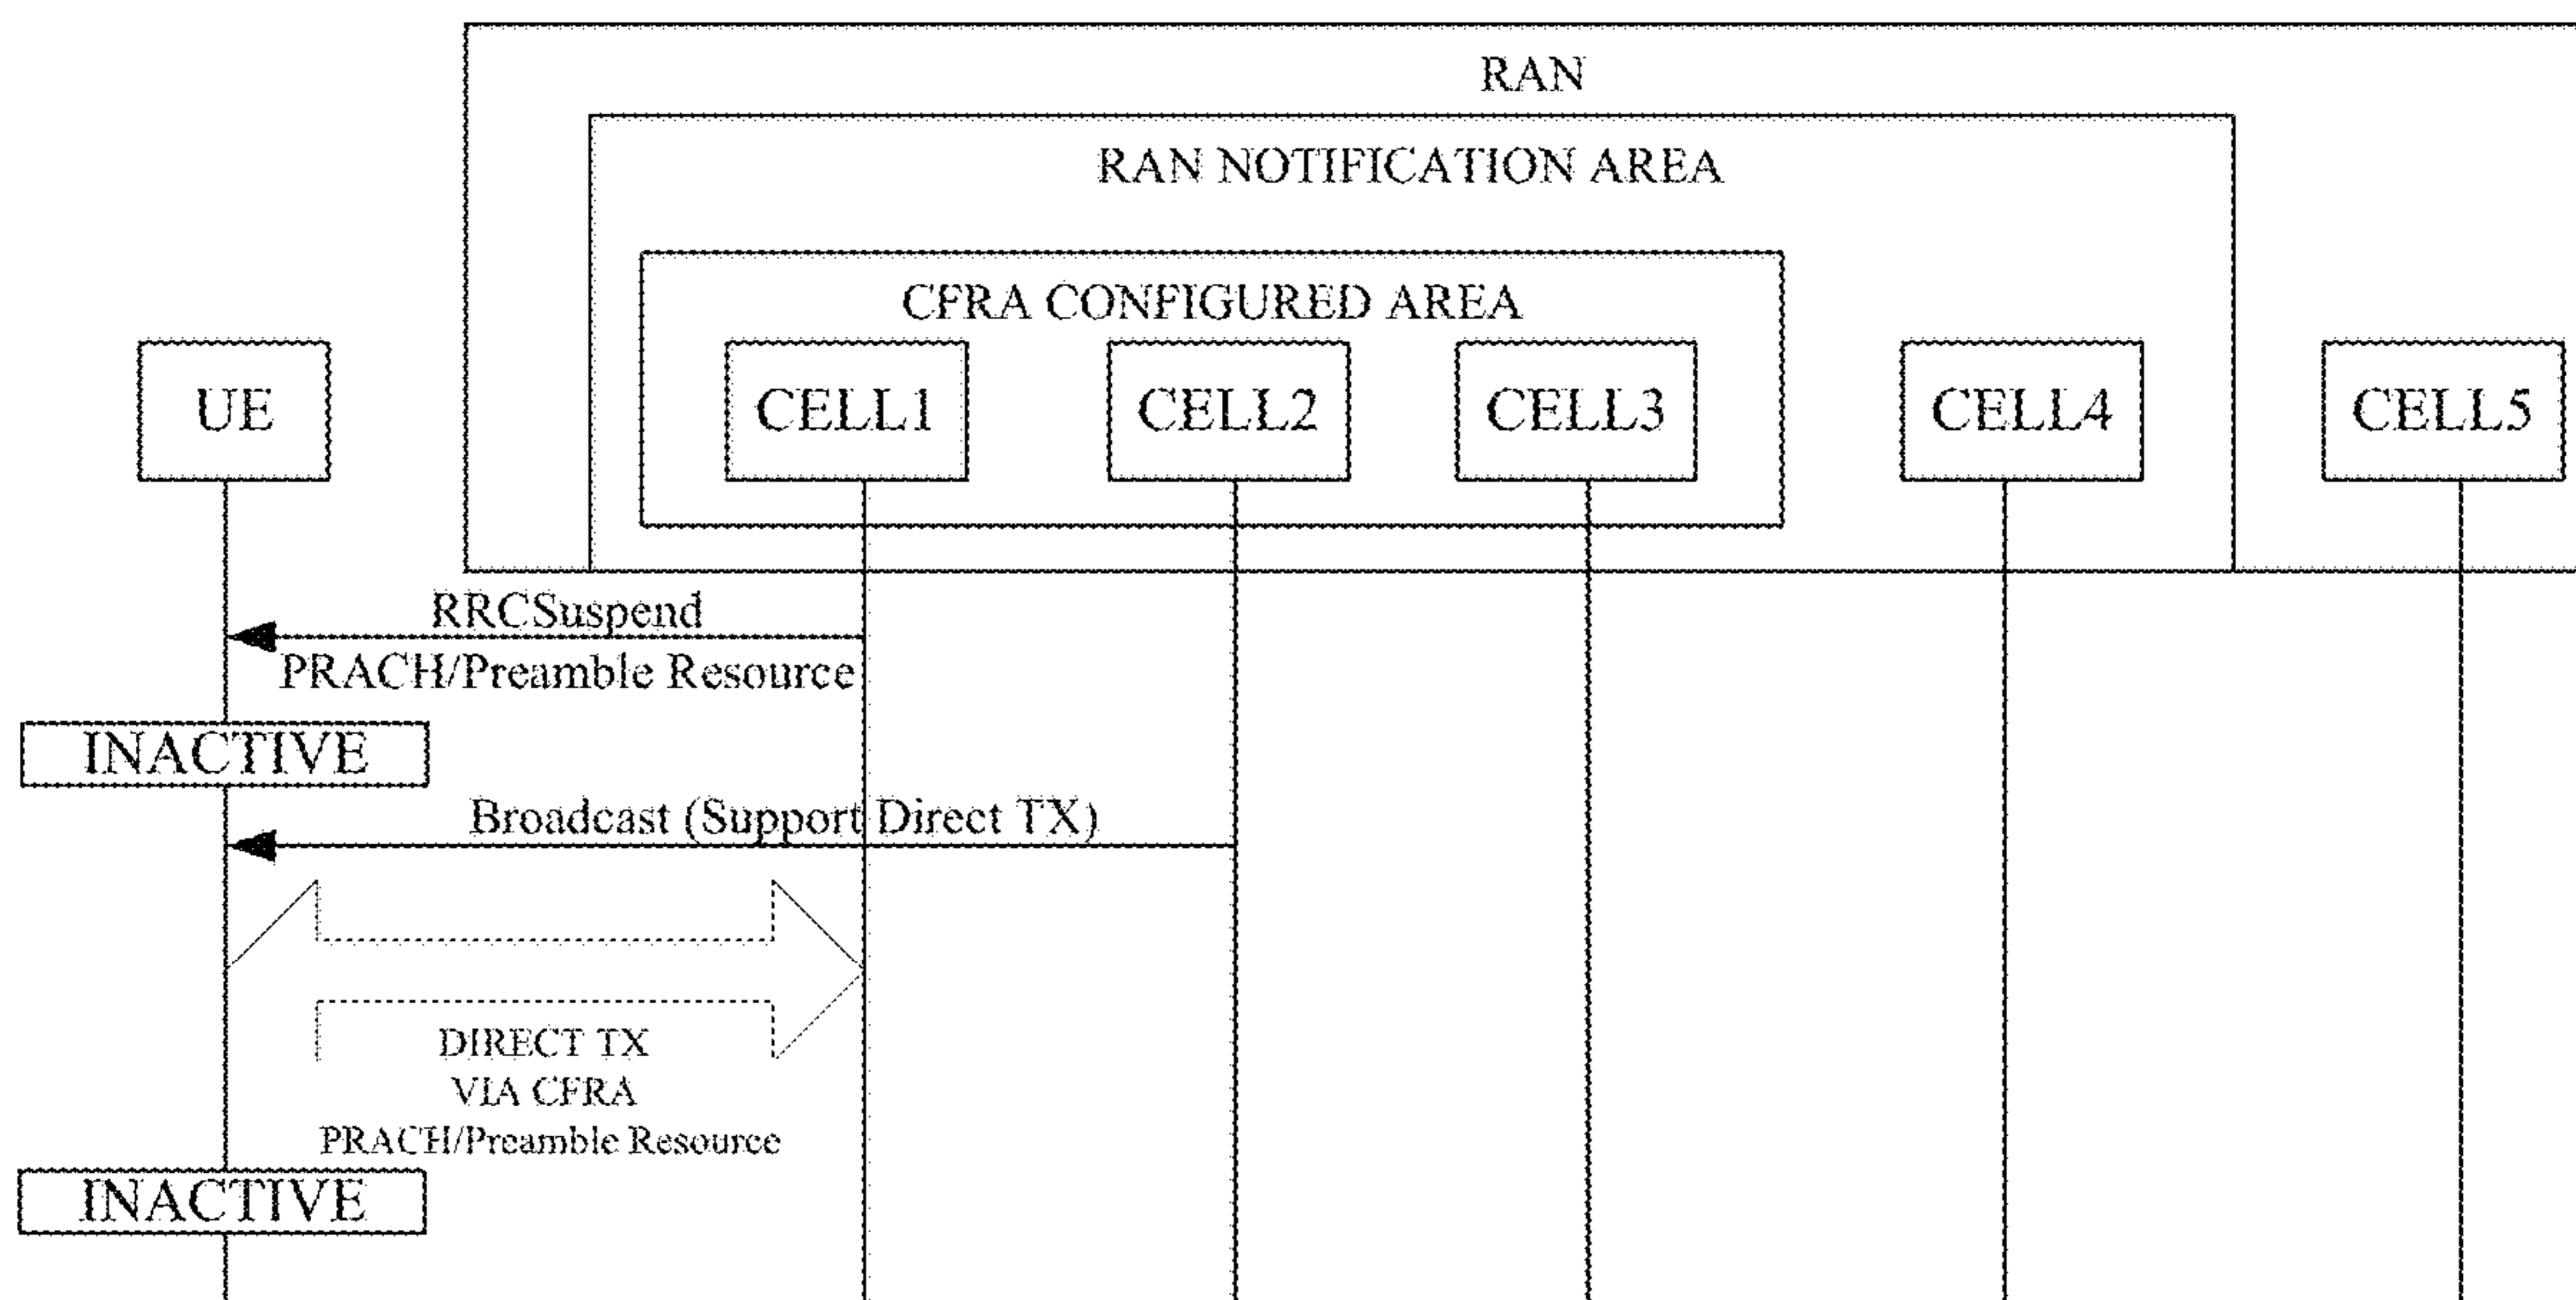 RAN
RAN NOTIFICATION AREA
CFRA CONFIGURED AREA
UE
CELL1
CELL2
CELL3
CELL4
CELL5
RRCSuspend
PRACH/Preamble Resource
INACTIVE
Broadcast (Support Direct TX)
DIRECT TX
VIA CFRA
PRACH/Preamble Resource
INACTIVE